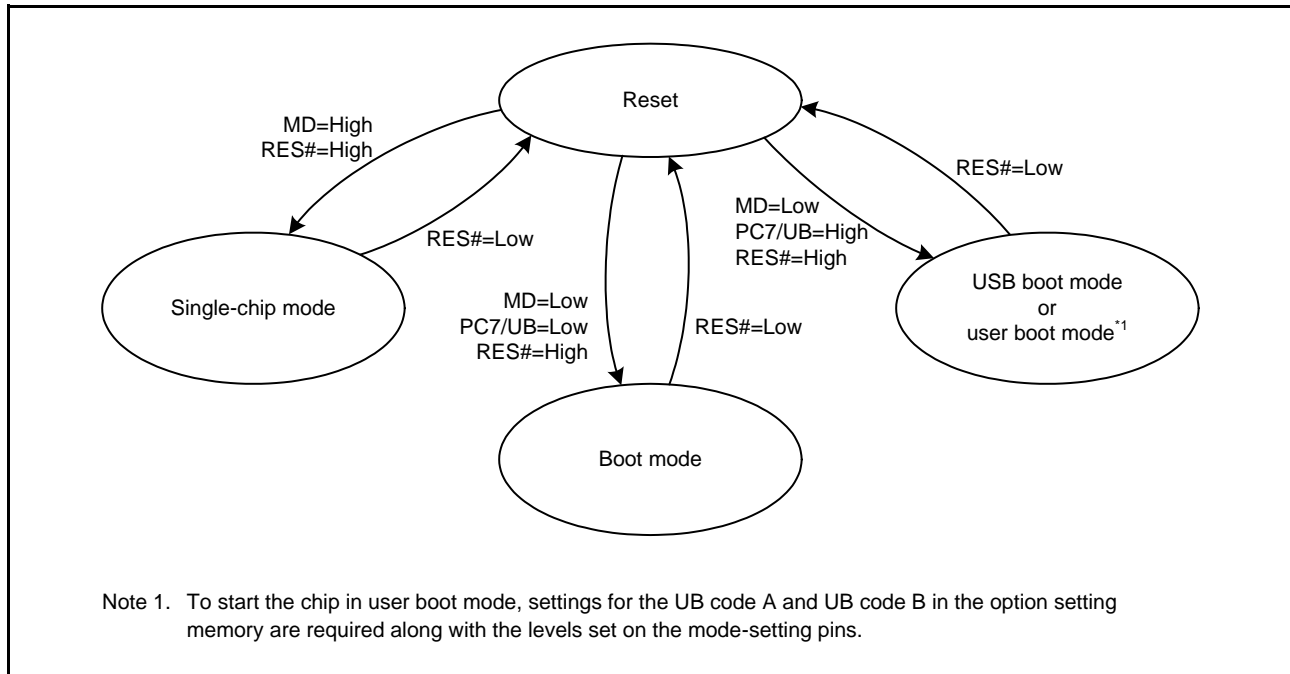 Reset
MD=High
RES#=High
RES#=Low
RES#=Low
MD=Low
PC7/UB=High
RES#=High
Single-chip mode
MD=Low
PC7/UB=Low
RES#=High
RES#=Low
USB boot mode
or
user boot mode*1
Boot mode
Note 1. To start the chip in user boot mode, settings for the UB code A and UB code B in the option setting
memory are required along with the levels set on the mode-setting pins.